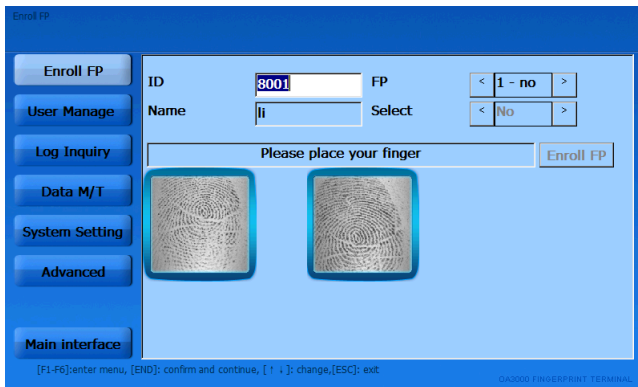 Enroll FP
Enroll FP
ID 8001 FP < 1 - no >
User Manage
Name li Select < No >
Log Inquiry
Please place your finger Enroll FP
Data M/T
System Setting
Advanced
Main interface
[F1-F6]:enter menu, [END]: confirm and continue, [ ↑ ↓ ]: change,[ESC]: exit
OA3000 FINGERPRINT TERMINAL